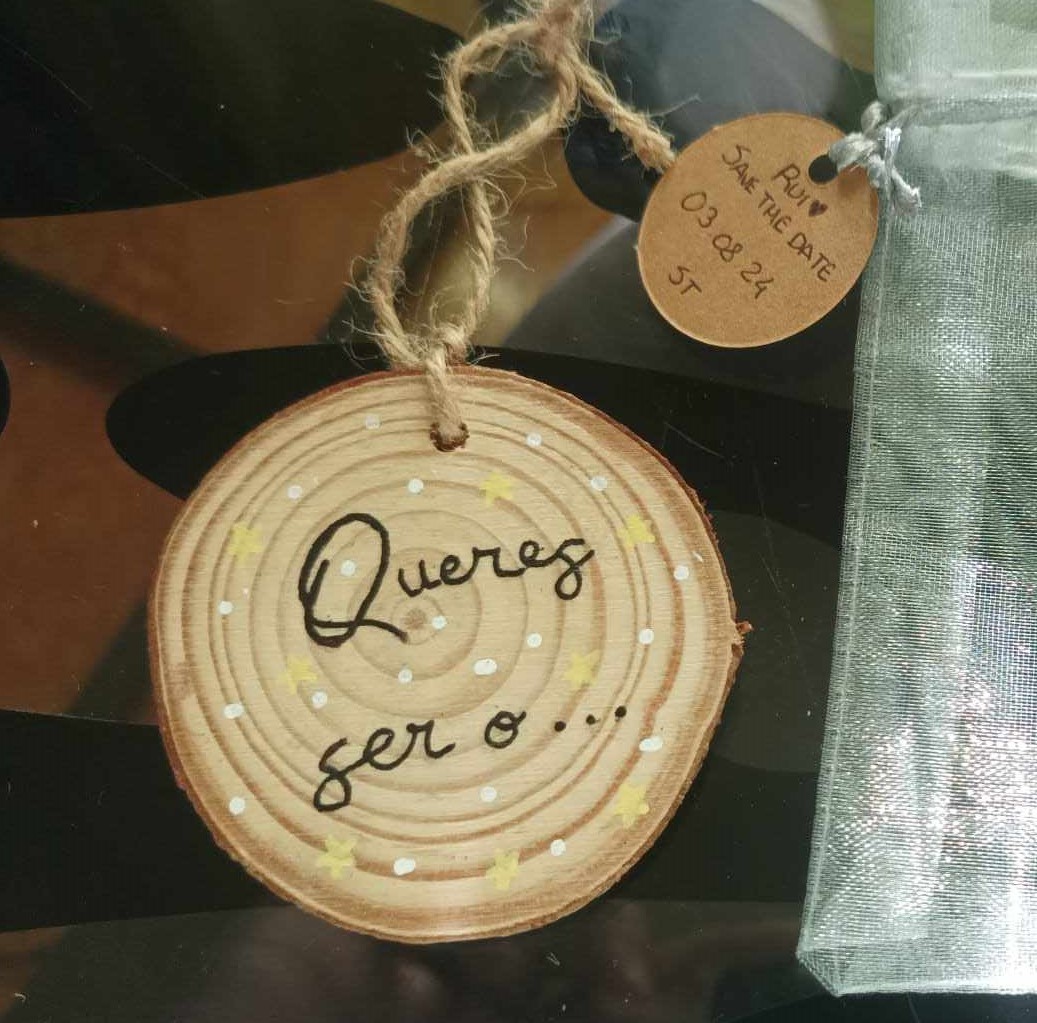 Queres
ser o...
Rui♥
SAVE THE DATE
03 08 24
ST